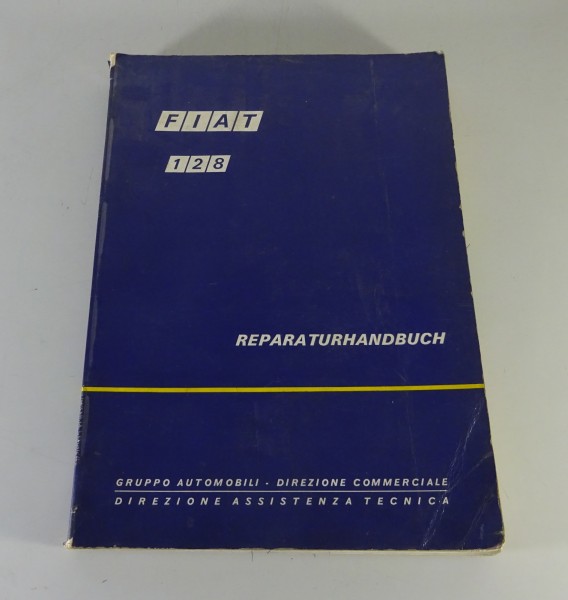 FIAT
128
REPARATURHANDBUCH
GRUPPO AUTOMOBILI - DIREZIONE COMMERCIALE
DIREZIONE ASSISTENZA TECNICA